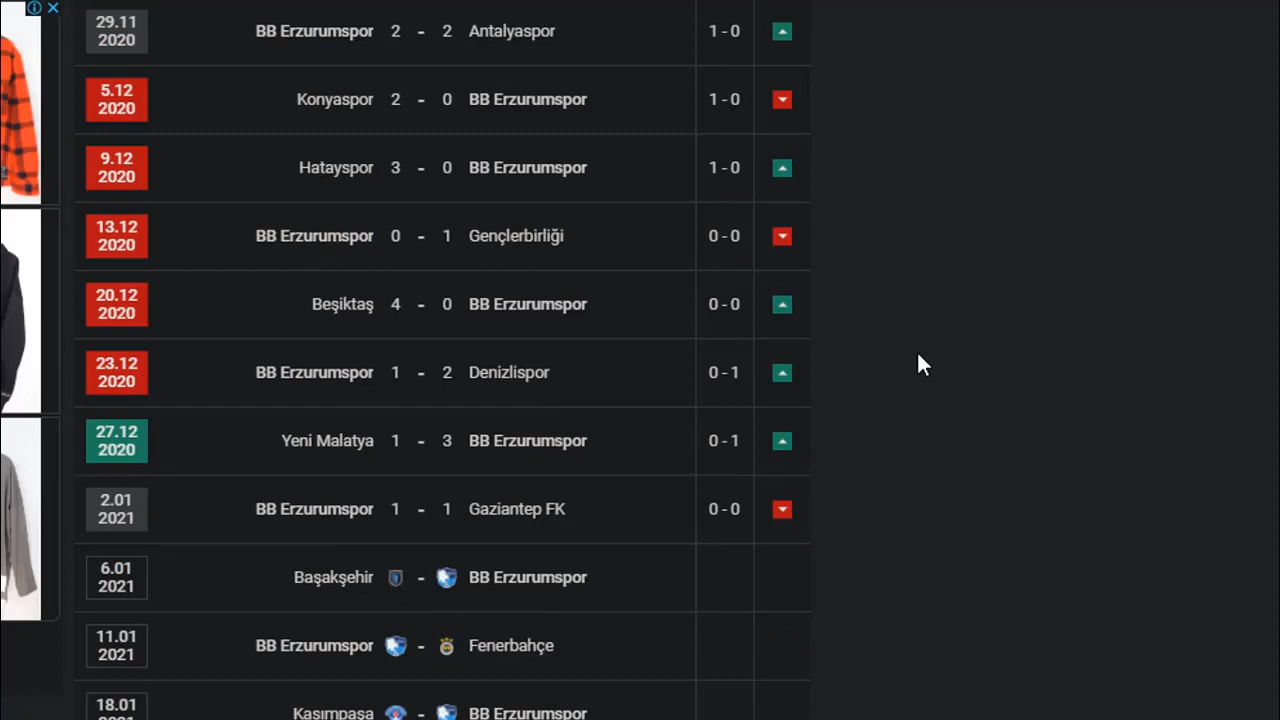 29.11
2020
BB Erzurumspor 2 - 2 Antalyaspor 1 - 0
5.12
2020
Konyaspor 2 - 0 BB Erzurumspor 1 - 0
9.12
2020
Hatayspor 3 - 0 BB Erzurumspor 1 - 0
13.12
2020
BB Erzurumspor 0 - 1 Gençlerbirliği 0 - 0
20.12
2020
Beşiktaş 4 - 0 BB Erzurumspor 0 - 0
23.12
2020
BB Erzurumspor 1 - 2 Denizlispor 0 - 1
27.12
2020
Yeni Malatya 1 - 3 BB Erzurumspor 0 - 1
2.01
2021
BB Erzurumspor 1 - 1 Gaziantep FK 0 - 0
6.01
2021
Başakşehir - BB Erzurumspor
11.01
2021
BB Erzurumspor - Fenerbahçe
18.01
2021
Kasımpaşa - BB Erzurumspor